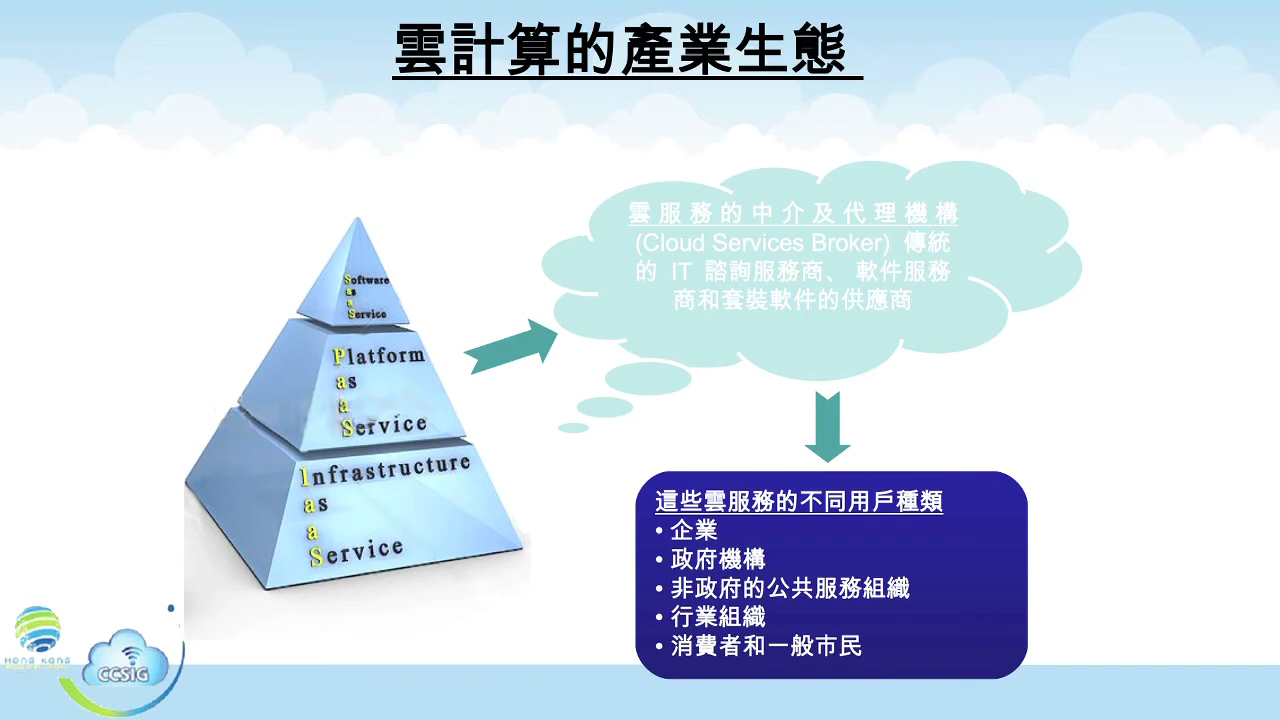 雲計算的產業生態
Software
as
a
Service
Platform
as
a
Service
Infrastructure
as
a
Service
雲服務的中介及代理機構
(Cloud Services Broker) 傳統
的 IT 諮詢服務商、 軟件服務
商和套裝軟件的供應商
這些雲服務的不同用戶種類
• 企業
• 政府機構
• 非政府的公共服務組織
• 行業組織
• 消費者和一般市民
HONG KONG
CCSIG